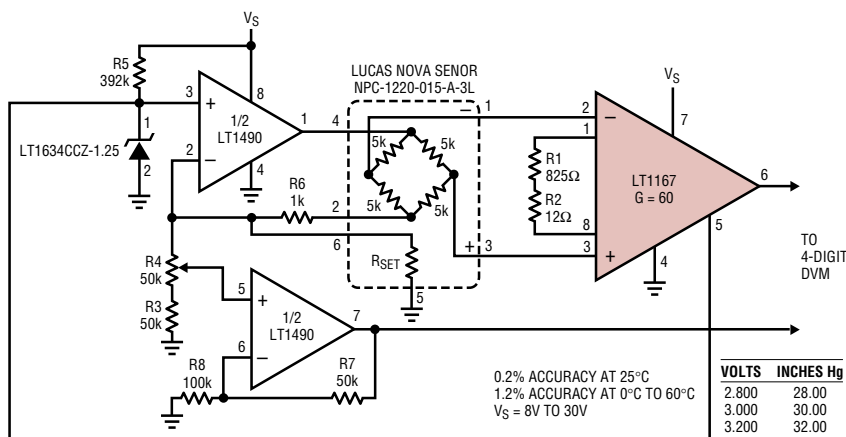 V_S
R5
392k
3
+
8
1/2
LT1490
1
2
–
4
1
LT1634CCZ-1.25
2
LUCAS NOVA SENOR
NPC-1220-015-A-3L
4
–
1
5k
5k
5k
5k
2
+
3
R6
1k
6
R_SET
5
R4
50k
R3
50k
5
+
1/2
LT1490
7
6
–
R8
100k
R7
50k
V_S
2
–
7
1
R1
825Ω
R2
12Ω
LT1167
G = 60
6
8
3
+
5
4
TO
4-DIGIT
DVM
0.2% ACCURACY AT 25°C
1.2% ACCURACY AT 0°C TO 60°C
V_S = 8V TO 30V
VOLTS INCHES Hg
2.800 28.00
3.000 30.00
3.200 32.00